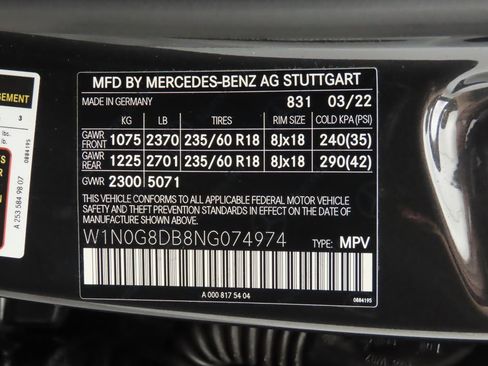 MFD BY MERCEDES-BENZ AG STUTTGART
MADE IN GERMANY 831 03/22
KG LB TIRES RIM SIZE COLD KPA(PSI)
GAWR FRONT 1075 2370 235/60 R18 8Jx18 240(35)
GAWR REAR 1225 2701 235/60 R18 8Jx18 290(42)
GVWR 2300 5071
THIS VEHICLE CONFORMS TO ALL APPLICABLE FEDERAL MOTOR VEHICLE
SAFETY AND THEFT PREVENTION STANDARDS IN EFFECT ON THE DATE
OF MANUFACTURE SHOWN ABOVE.
W1N0G8DB8NG074974 TYPE: MPV
A 000 817 54 04
0884195
3
lbs.
lb.
0884195
A 253 584 98 07